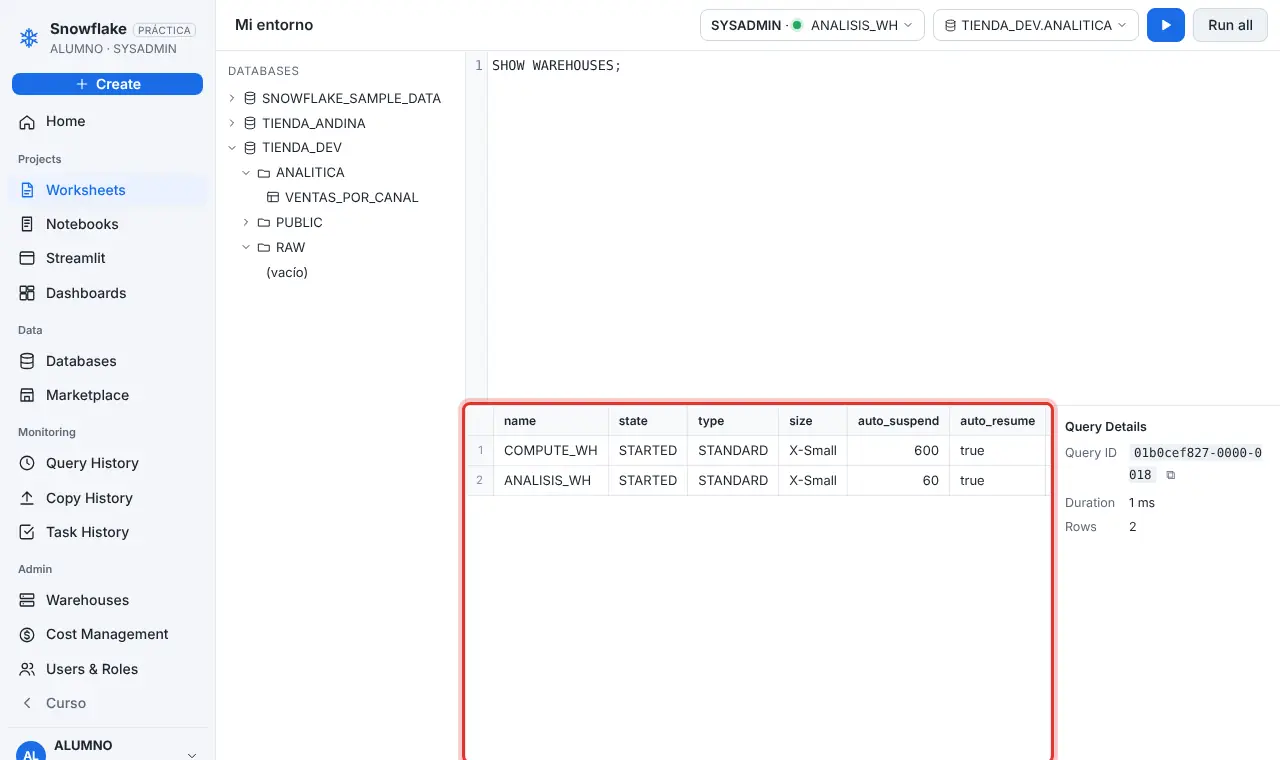 Snowflake PRÁCTICA
ALUMNO · SYSADMIN
+ Create
Home
Projects
Worksheets
Notebooks
Streamlit
Dashboards
Data
Databases
Marketplace
Monitoring
Query History
Copy History
Task History
Admin
Warehouses
Cost Management
Users & Roles
Curso
AL ALUMNO
Mi entorno
SYSADMIN · ANALISIS_WH
TIENDA_DEV.ANALITICA
Run all
DATABASES
SNOWFLAKE_SAMPLE_DATA
TIENDA_ANDINA
TIENDA_DEV
ANALITICA
VENTAS_POR_CANAL
PUBLIC
RAW
(vacío)
1 SHOW WAREHOUSES;
name state type size auto_suspend auto_resume
1 COMPUTE_WH STARTED STANDARD X-Small 600 true
2 ANALISIS_WH STARTED STANDARD X-Small 60 true
Query Details
Query ID 01b0cef827-0000-0
018
Duration 1 ms
Rows 2